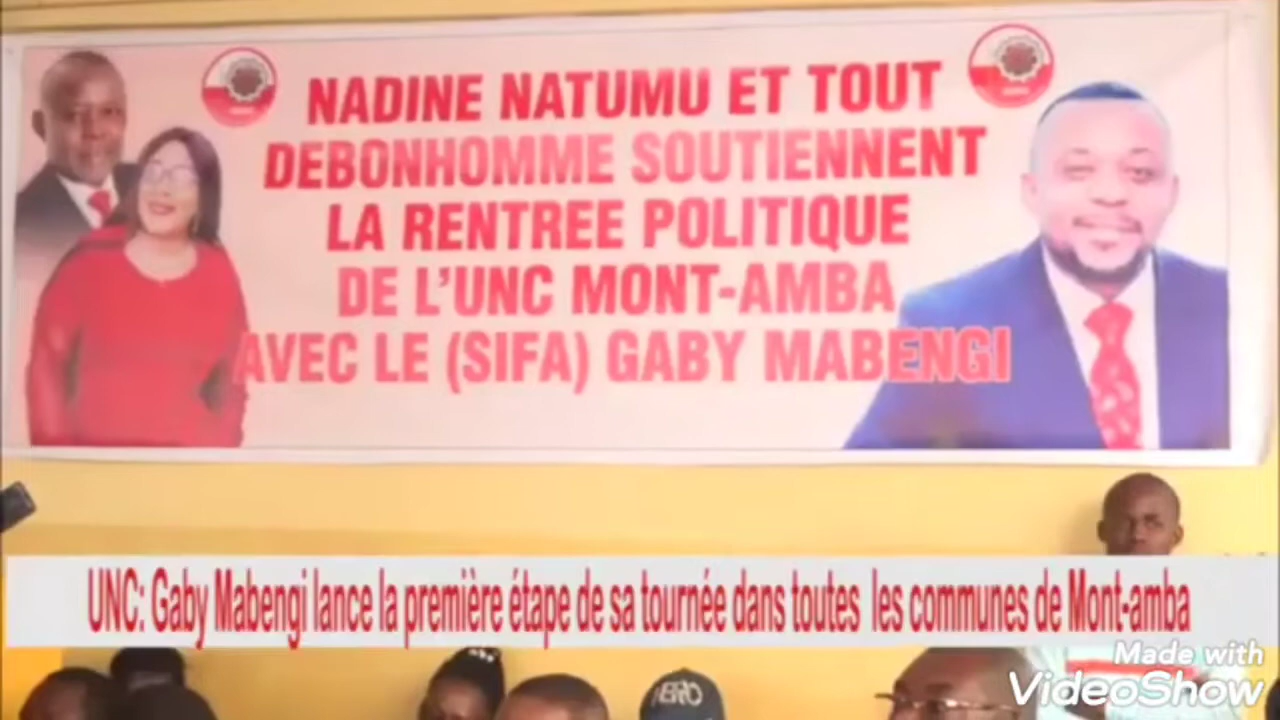 NADINE NATUMU ET TOUT
DEBONHOMME SOUTIENNENT
LA RENTREE POLITIQUE
DE L'UNC MONT-AMBA
AVEC LE (SIFA) GABY MABENGI
UNC: Gaby Mabengi lance la première étape de sa tournée dans toutes les communes de Mont-amba
Made with
VideoShow